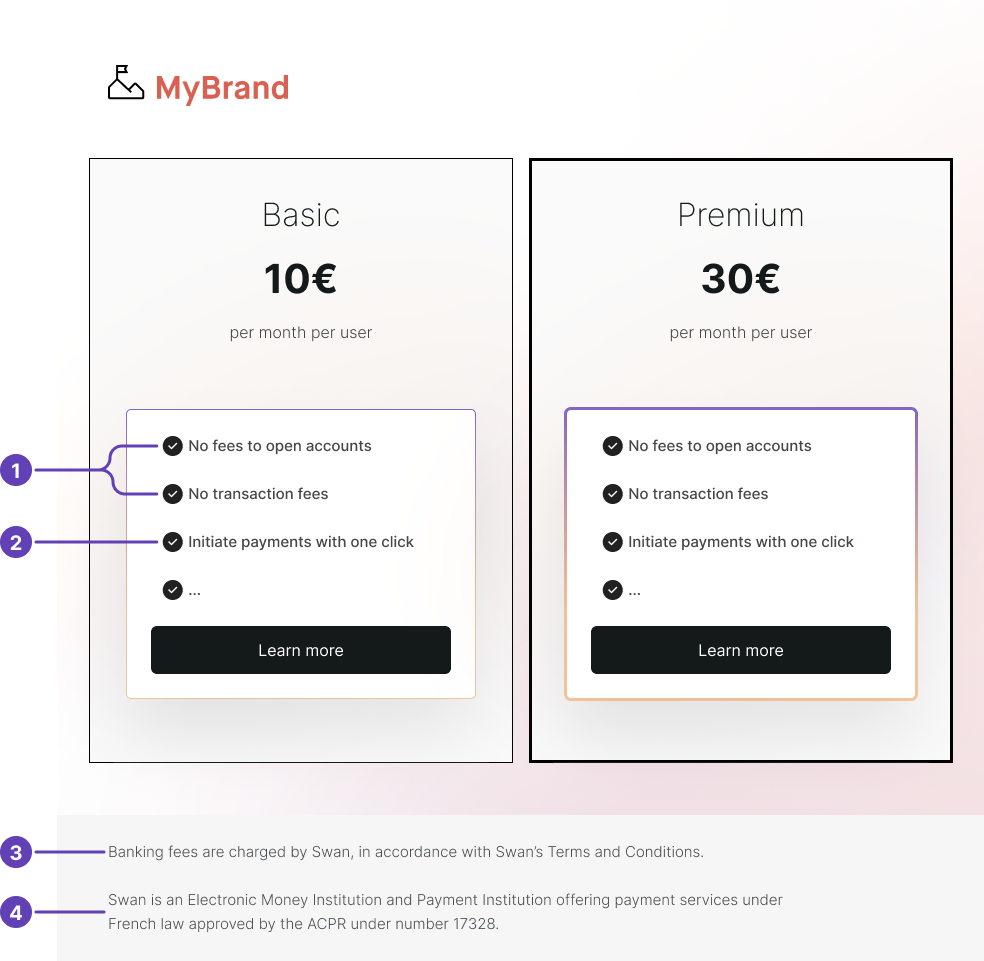 MyBrand
Basic
10€
per month per user
1
No fees to open accounts
No transaction fees
2
Initiate payments with one click
...
Learn more
Premium
30€
per month per user
No fees to open accounts
No transaction fees
Initiate payments with one click
...
Learn more
3
Banking fees are charged by Swan, in accordance with Swan’s Terms and Conditions.
4
Swan is an Electronic Money Institution and Payment Institution offering payment services under
French law approved by the ACPR under number 17328.